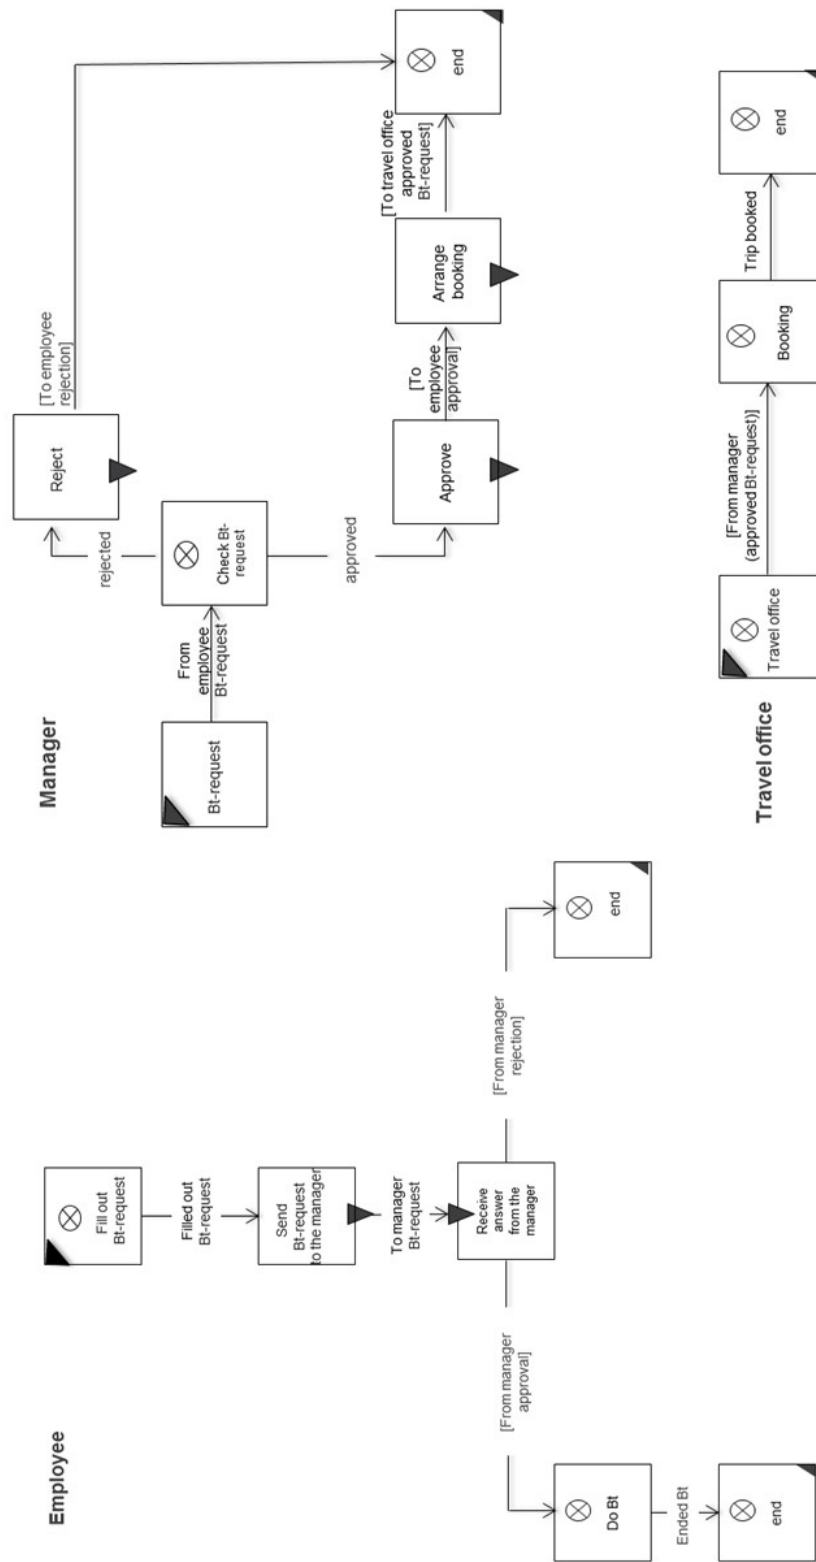 Employee
Fill out
Bt-request
Filled out
Bt-request
Send
Bt-request
to the manager
To manager
Bt-request
Receive
answer
from the
manager
[From manager
approval]
[From manager
rejection]
Do Bt
Ended Bt
end
end
Manager
Bt-request
From
employee
Bt-request
Check Bt-
request
rejected
approved
Reject
[To employee
rejection]
Approve
[To
employee
approval]
Arrange
booking
[To travel office
approved
Bt-request]
end
Travel office
Travel office
[From manager
(approved Bt-request)]
Booking
Trip booked
end